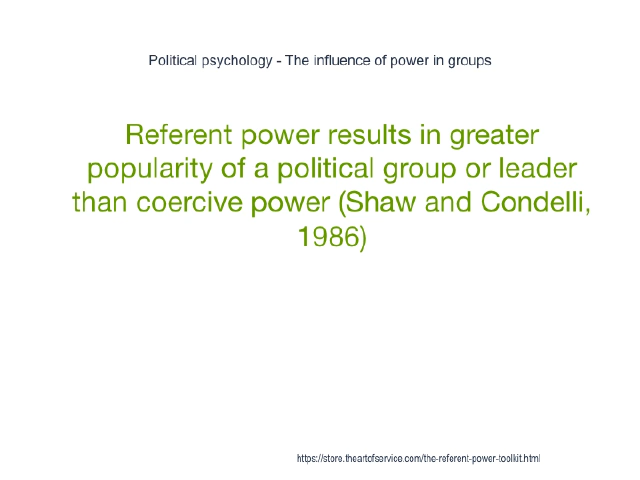 Political psychology - The influence of power in groups
Referent power results in greater
popularity of a political group or leader
than coercive power (Shaw and Condelli,
1986)
https://store.theartofservice.com/the-referent-power-toolkit.html